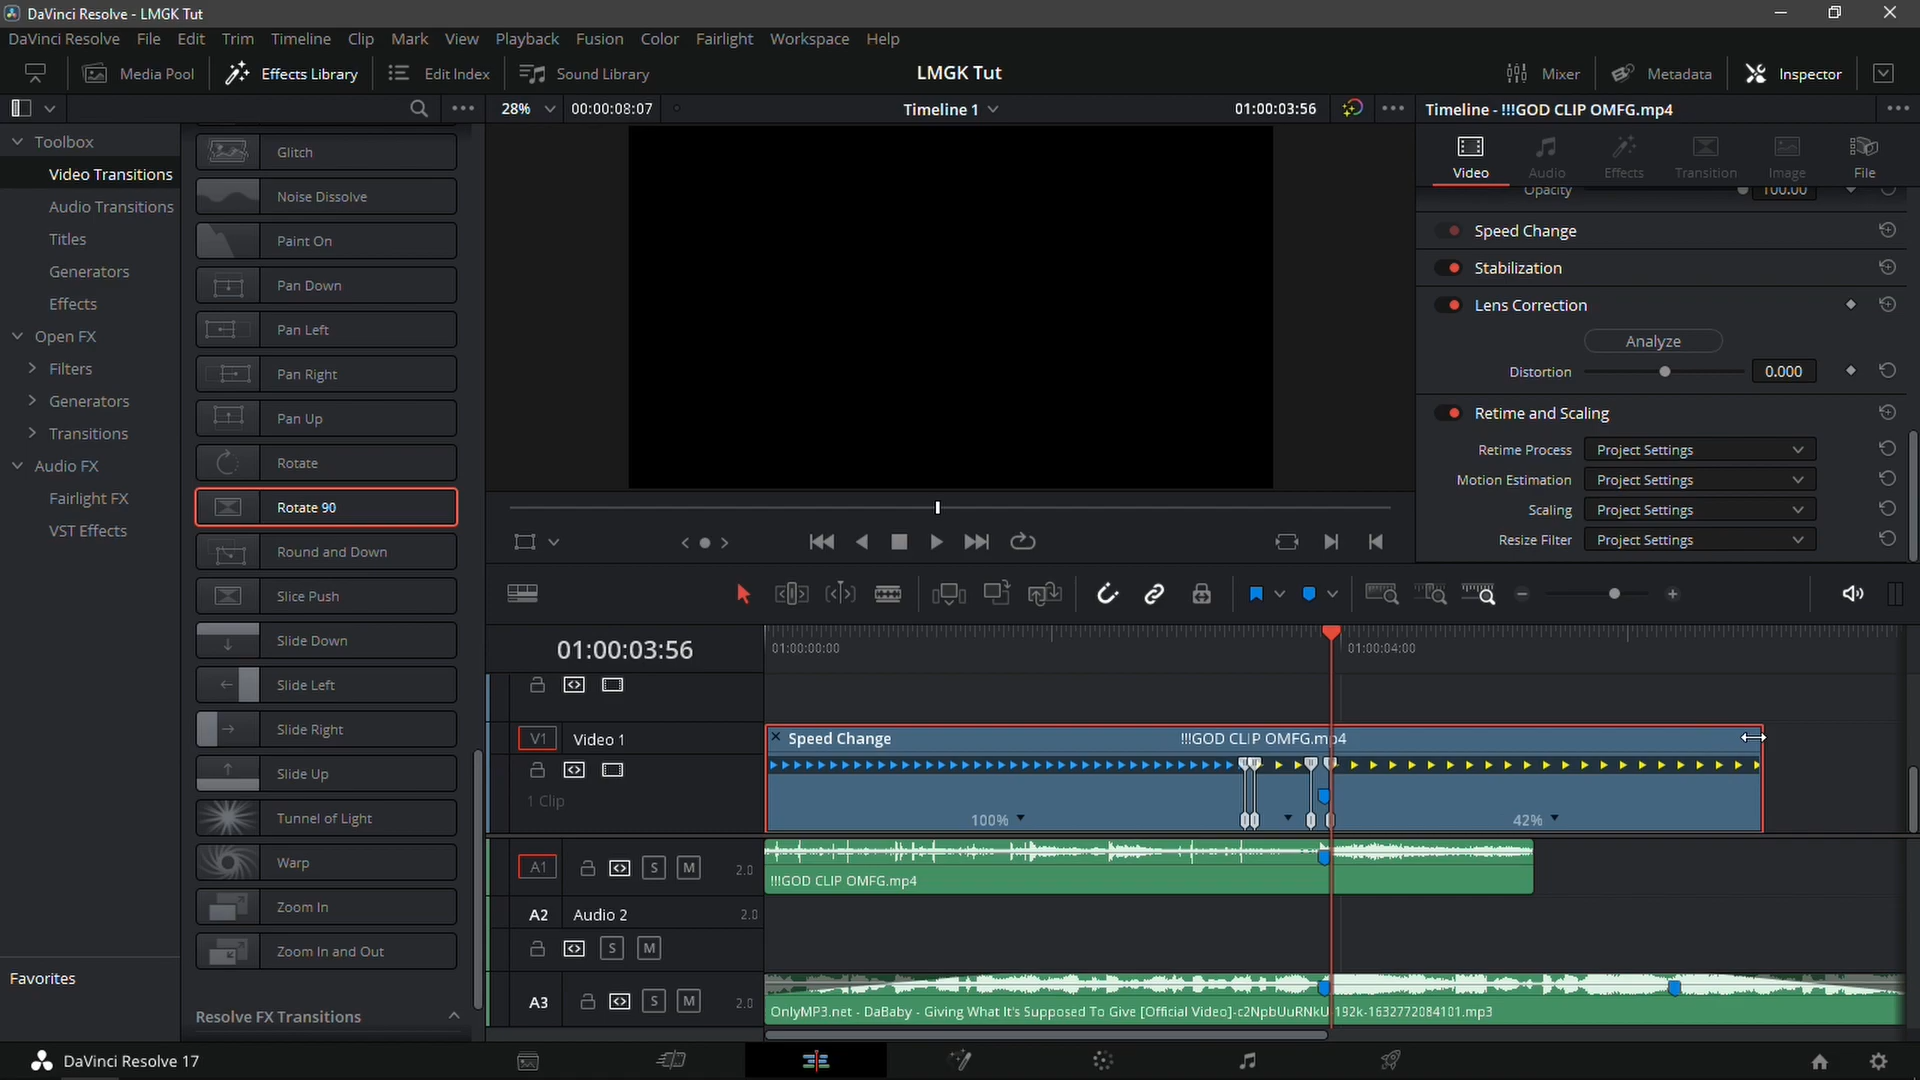 DaVinci Resolve - LMGK Tut
DaVinci Resolve File Edit Trim Timeline Clip Mark View Playback Fusion Color Fairlight Workspace Help
Media Pool Effects Library Edit Index Sound Library LMGK Tut Mixer Metadata Inspector
28% 00:00:08:07 Timeline 1 01:00:03:56 Timeline - !!!GOD CLIP OMFG.mp4
Toolbox
Video Transitions
Audio Transitions
Titles
Generators
Effects
Open FX
Filters
Generators
Transitions
Audio FX
Fairlight FX
VST Effects
Favorites
Glitch
Noise Dissolve
Paint On
Pan Down
Pan Left
Pan Right
Pan Up
Rotate
Rotate 90
Round and Down
Slice Push
Slide Down
Slide Left
Slide Right
Slide Up
Tunnel of Light
Warp
Zoom In
Zoom In and Out
Resolve FX Transitions
Video Audio Effects Transition Image File
Opacity 100.00
Speed Change
Stabilization
Lens Correction
Analyze
Distortion 0.000
Retime and Scaling
Retime Process Project Settings
Motion Estimation Project Settings
Scaling Project Settings
Resize Filter Project Settings
01:00:03:56 01:00:00:00 01:00:04:00
V1 Video 1 Speed Change !!!GOD CLIP OMFG.mp4
1 Clip
100% 42%
A1 S M 2.0
!!!GOD CLIP OMFG.mp4
A2 Audio 2 2.0
S M
A3 S M 2.0
OnlyMP3.net - DaBaby - Giving What It's Supposed To Give [Official Video]-c2NpbUuRNkU-192k-1632772084101.mp3
DaVinci Resolve 17